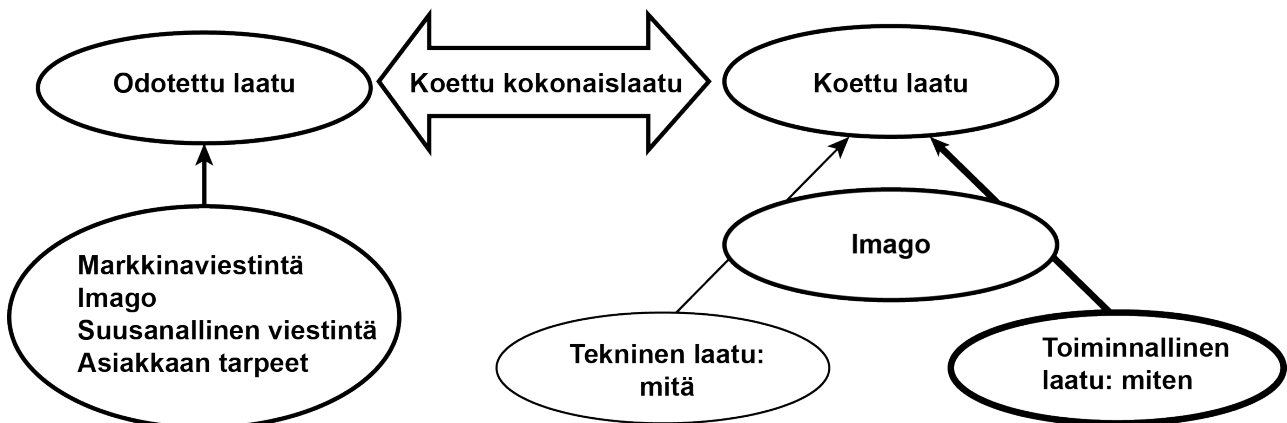 Odotettu laatu
Koettu kokonaislaatu
Koettu laatu
Markkinaviestintä
Imago
Suusanallinen viestintä
Asiakkaan tarpeet
Imago
Tekninen laatu:
mitä
Toiminnallinen
laatu: miten